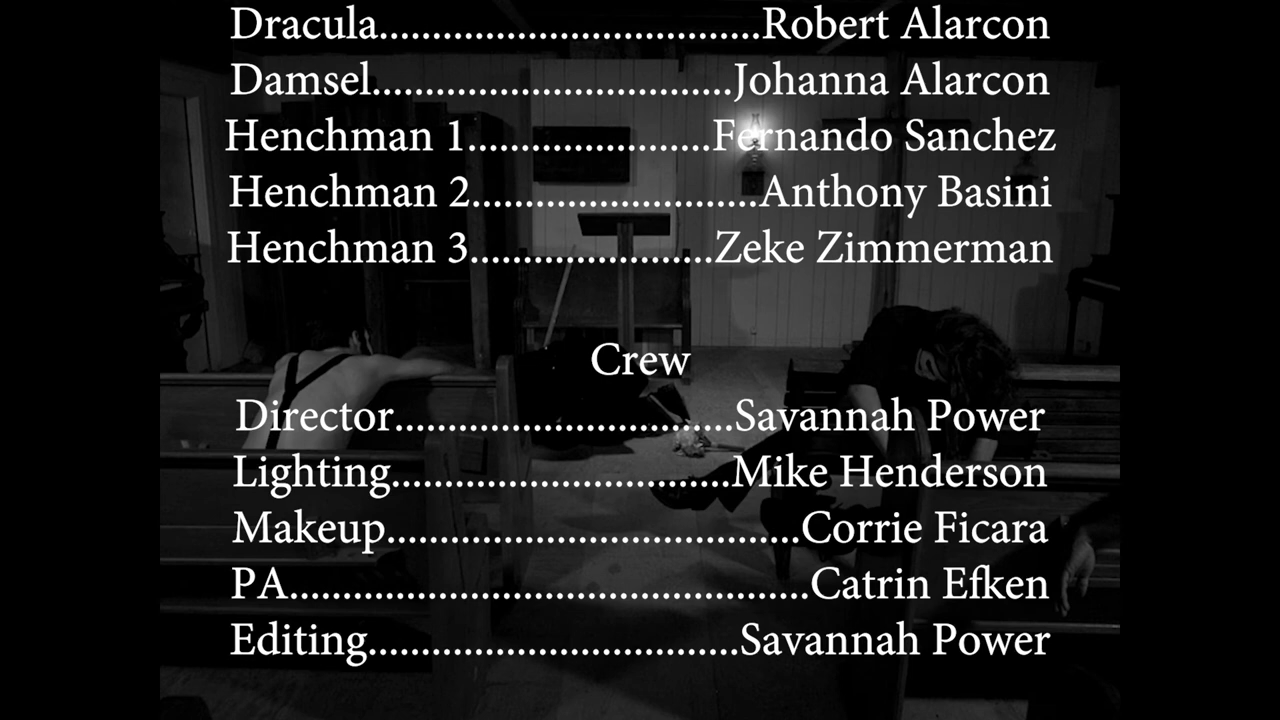 Dracula....................................Robert Alarcon
Damsel..................................Johanna Alarcon
Henchman 1.......................Fernando Sanchez
Henchman 2...........................Anthony Basini
Henchman 3.......................Zeke Zimmerman
Crew
Director................................Savannah Power
Lighting................................Mike Henderson
Makeup.......................................Corrie Ficara
PA.................................................Catrin Efken
Editing...................................Savannah Power